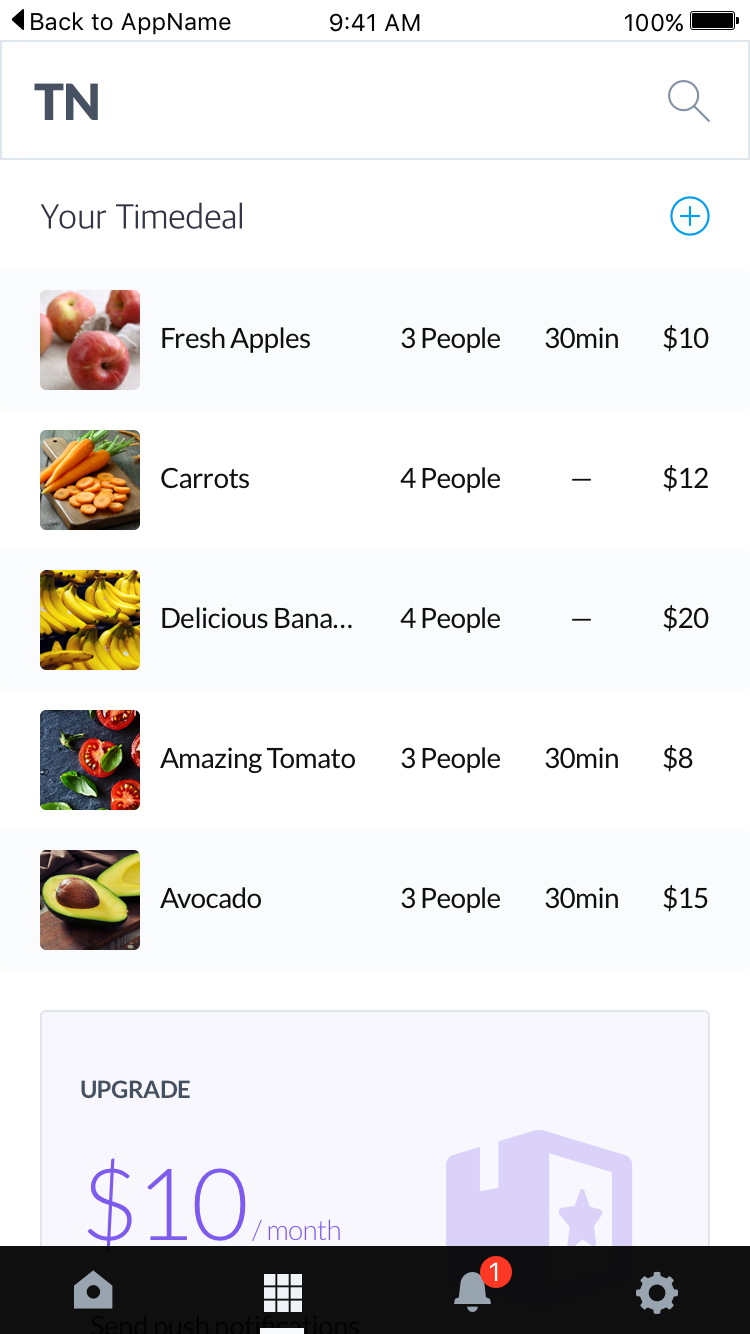 Back to AppName 9:41 AM 100%
TN
Your Timedeal
Fresh Apples 3 People 30min $10
Carrots 4 People – $12
Delicious Bana... 4 People – $20
Amazing Tomato 3 People 30min $8
Avocado 3 People 30min $15
UPGRADE
$10 / month
1
Send push notifications